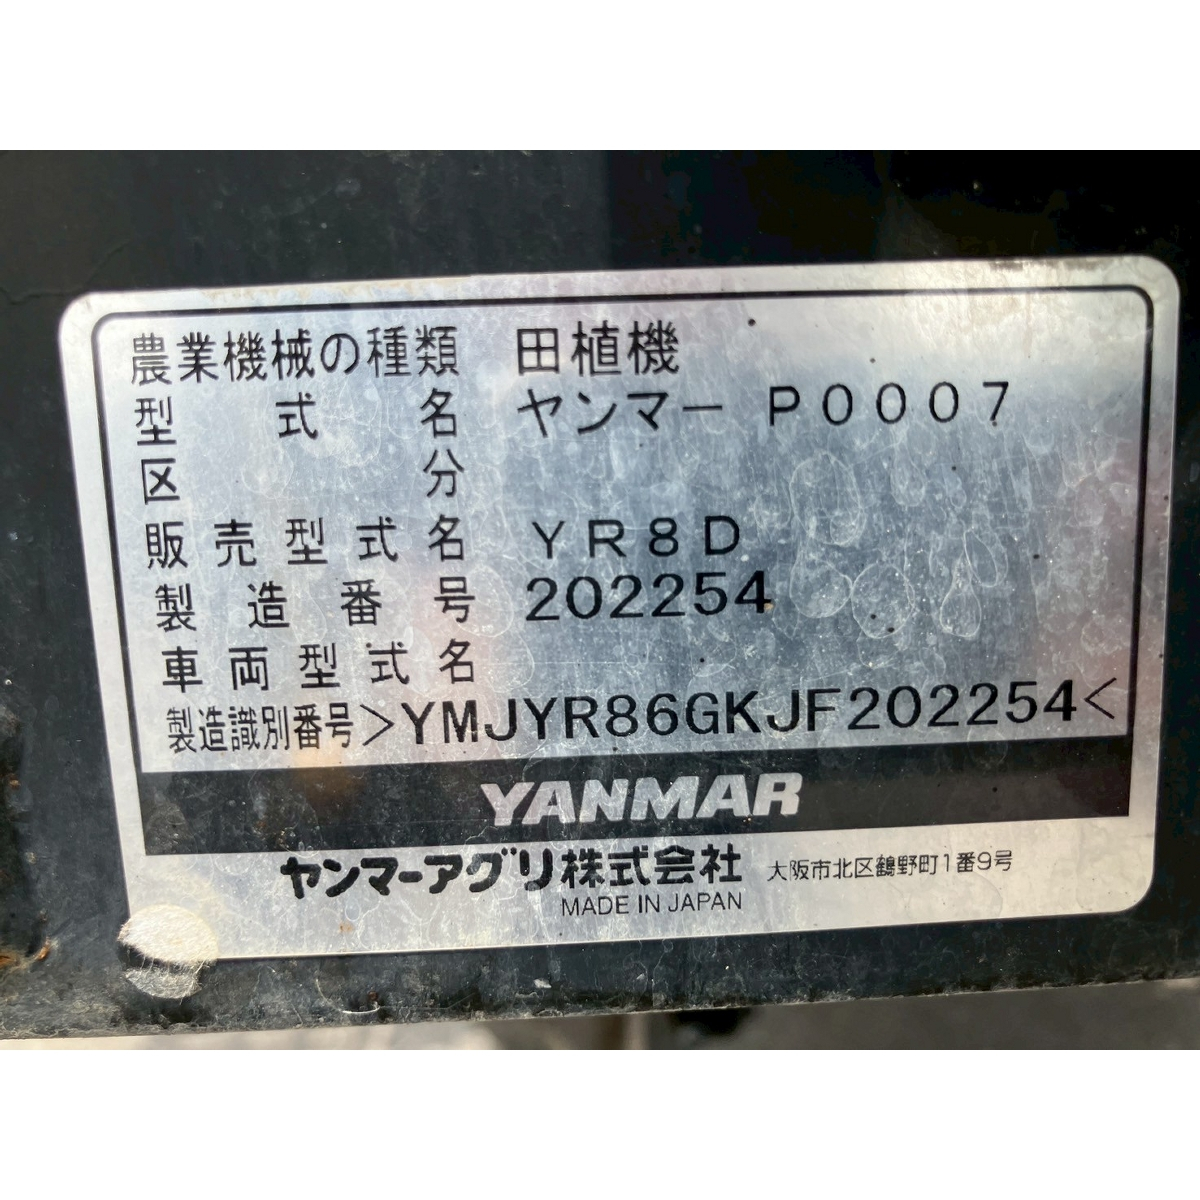 農業機械の種類 田植機
型式名 ヤンマー P0007
区分
販売型式名 YR8D
製造番号 202254
車両型式名
製造識別番号 >YMJYR86GKJF202254<
YANMAR
ヤンマーアグリ株式会社 大阪市北区鶴野町1番9号
MADE IN JAPAN